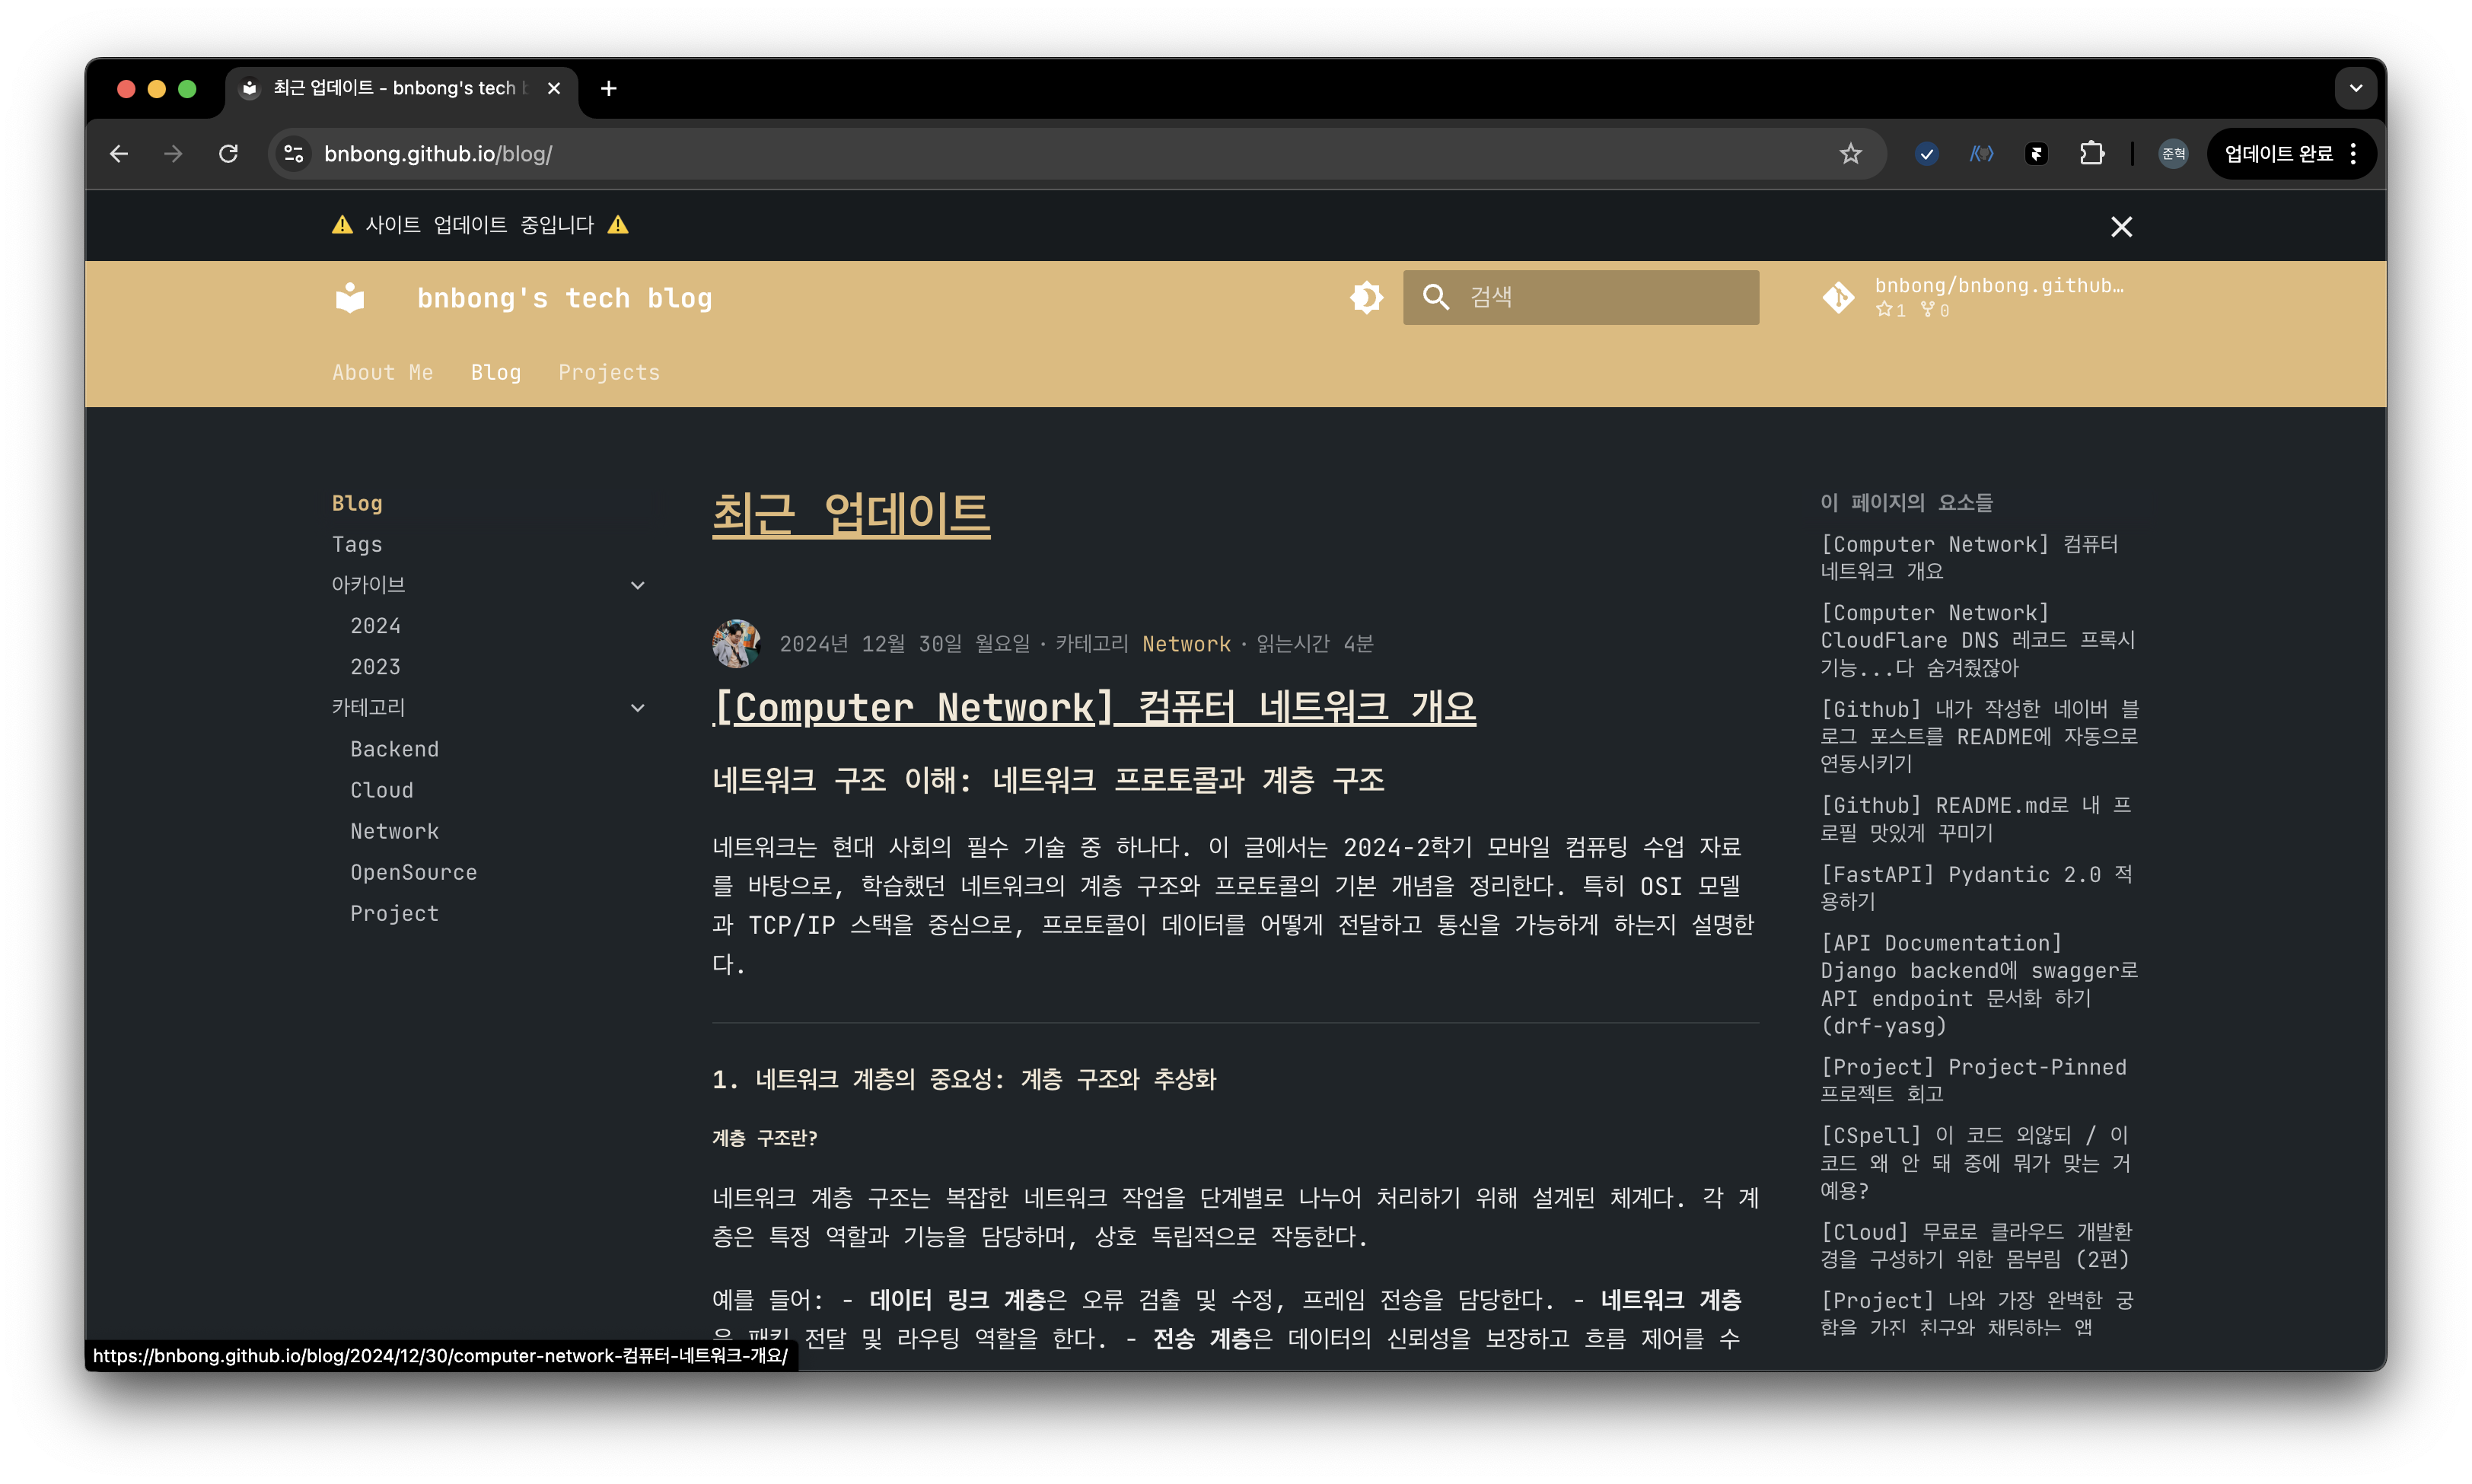 최근 업데이트 - bnbong's tech
bnbong.github.io/blog/
준혁
업데이트 완료
사이트 업데이트 중입니다
bnbong's tech blog
검색
bnbong/bnbong.github…
1 0
About Me Blog Projects
Blog
Tags
아카이브
2024
2023
카테고리
Backend
Cloud
Network
OpenSource
Project
최근 업데이트
2024년 12월 30일 월요일 · 카테고리 Network · 읽는시간 4분
[Computer Network] 컴퓨터 네트워크 개요
네트워크 구조 이해: 네트워크 프로토콜과 계층 구조
네트워크는 현대 사회의 필수 기술 중 하나다. 이 글에서는 2024-2학기 모바일 컴퓨팅 수업 자료
를 바탕으로, 학습했던 네트워크의 계층 구조와 프로토콜의 기본 개념을 정리한다. 특히 OSI 모델
과 TCP/IP 스택을 중심으로, 프로토콜이 데이터를 어떻게 전달하고 통신을 가능하게 하는지 설명한
다.
1. 네트워크 계층의 중요성: 계층 구조와 추상화
계층 구조란?
네트워크 계층 구조는 복잡한 네트워크 작업을 단계별로 나누어 처리하기 위해 설계된 체계다. 각 계
층은 특정 역할과 기능을 담당하며, 상호 독립적으로 작동한다.
예를 들어: - 데이터 링크 계층은 오류 검출 및 수정, 프레임 전송을 담당한다. - 네트워크 계층
은 패킷 전달 및 라우팅 역할을 한다. - 전송 계층은 데이터의 신뢰성을 보장하고 흐름 제어를 수
이 페이지의 요소들
[Computer Network] 컴퓨터
네트워크 개요
[Computer Network]
CloudFlare DNS 레코드 프록시
기능...다 숨겨줬잖아
[Github] 내가 작성한 네이버 블
로그 포스트를 README에 자동으로
연동시키기
[Github] README.md로 내 프
로필 맛있게 꾸미기
[FastAPI] Pydantic 2.0 적
용하기
[API Documentation]
Django backend에 swagger로
API endpoint 문서화 하기
(drf-yasg)
[Project] Project-Pinned
프로젝트 회고
[CSpell] 이 코드 외않되 / 이
코드 왜 안 돼 중에 뭐가 맞는 거
예용?
[Cloud] 무료로 클라우드 개발환
경을 구성하기 위한 몸부림 (2편)
[Project] 나와 가장 완벽한 궁
합을 가진 친구와 채팅하는 앱
https://bnbong.github.io/blog/2024/12/30/computer-network-컴퓨터-네트워크-개요/